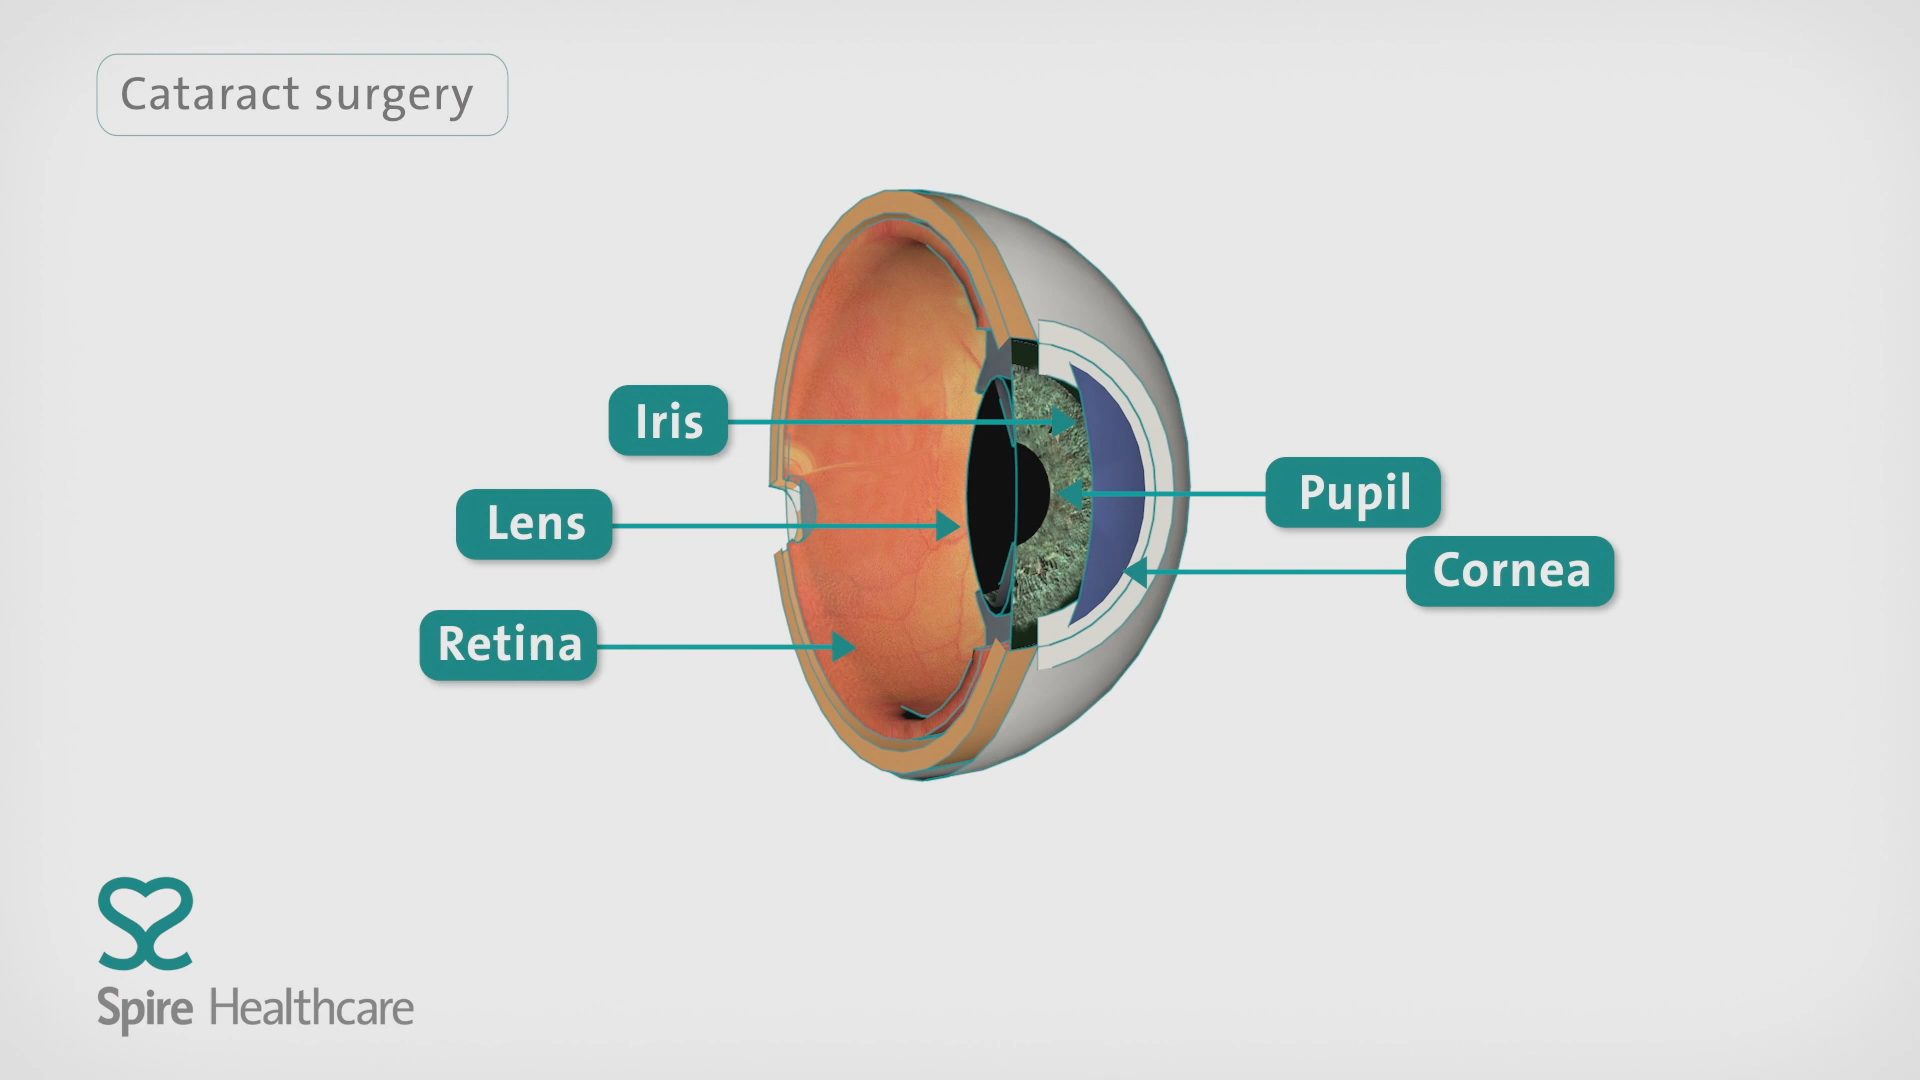 Cataract surgery
Iris
Pupil
Lens
Cornea
Retina
Spire Healthcare